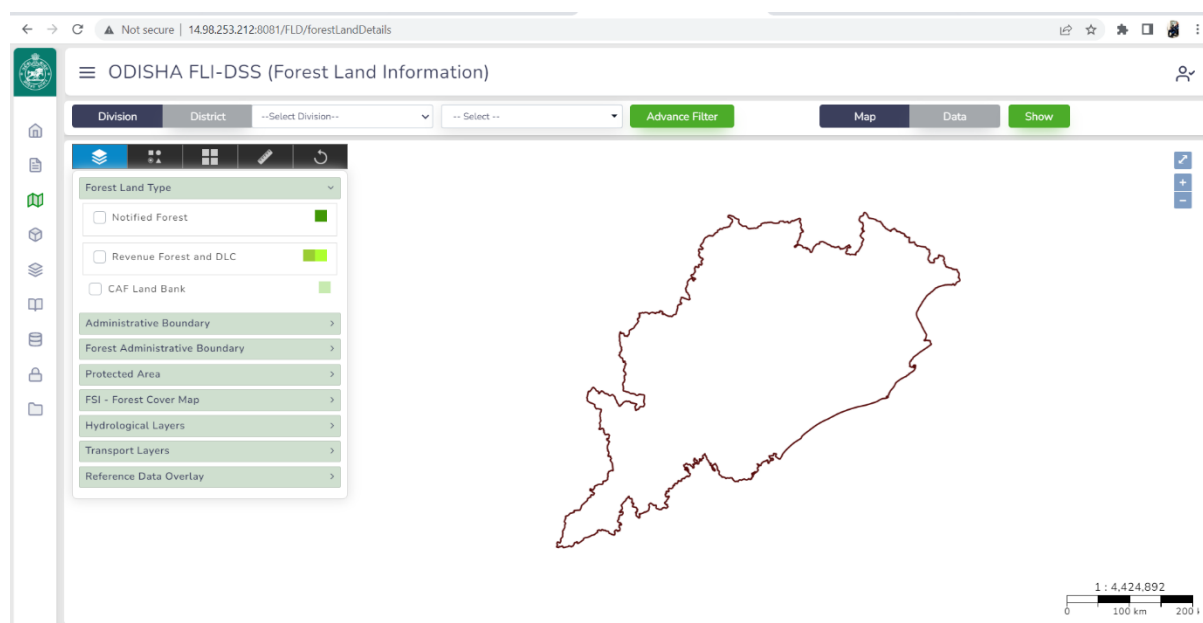 Not secure | 14.98.253.212:8081/FLD/forestLandDetails
ODISHA FLI-DSS (Forest Land Information)
Division District --Select Division-- -- Select -- Advance Filter Map Data Show
Forest Land Type
Notified Forest
Revenue Forest and DLC
CAF Land Bank
Administrative Boundary
Forest Administrative Boundary
Protected Area
FSI - Forest Cover Map
Hydrological Layers
Transport Layers
Reference Data Overlay
1 : 4,424,892
0 100 km 200